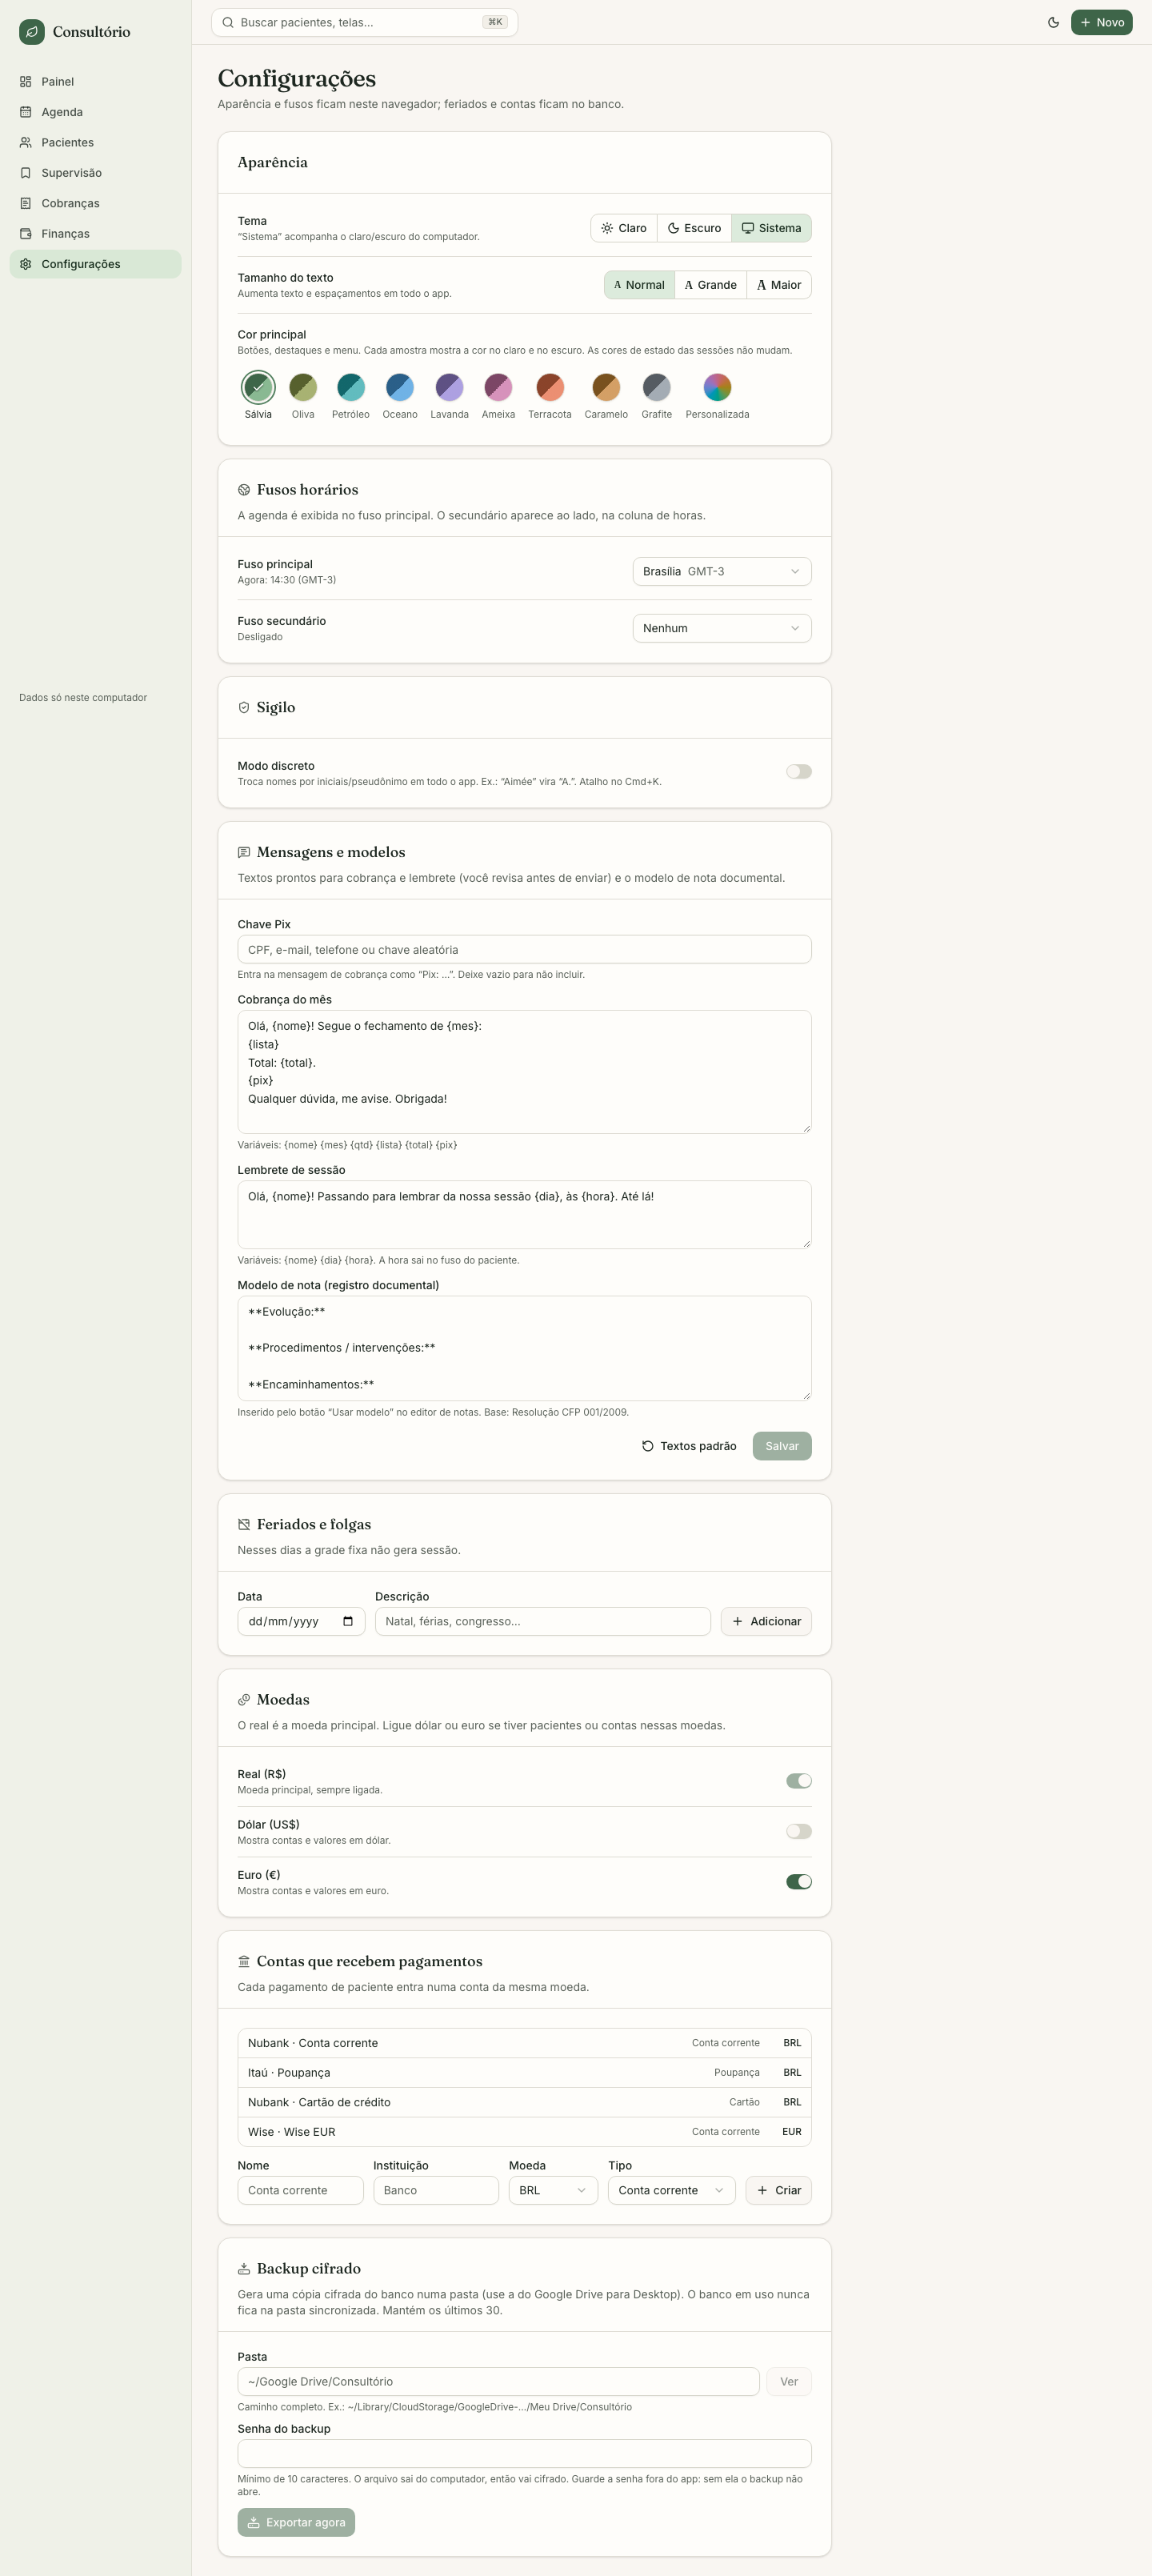 Consultório
Buscar pacientes, telas...
⌘K
Novo
Painel
Agenda
Pacientes
Supervisão
Cobranças
Finanças
Configurações
Dados só neste computador
Configurações
Aparência e fusos ficam neste navegador; feriados e contas ficam no banco.
Aparência
Tema
“Sistema” acompanha o claro/escuro do computador.
Claro
Escuro
Sistema
Tamanho do texto
Aumenta texto e espaçamentos em todo o app.
A Normal
A Grande
A Maior
Cor principal
Botões, destaques e menu. Cada amostra mostra a cor no claro e no escuro. As cores de estado das sessões não mudam.
Sálvia
Oliva
Petróleo
Oceano
Lavanda
Ameixa
Terracota
Caramelo
Grafite
Personalizada
Fusos horários
A agenda é exibida no fuso principal. O secundário aparece ao lado, na coluna de horas.
Fuso principal
Agora: 14:30 (GMT-3)
Brasília GMT-3
Fuso secundário
Desligado
Nenhum
Sigilo
Modo discreto
Troca nomes por iniciais/pseudônimo em todo o app. Ex.: “Aimée” vira “A.”. Atalho no Cmd+K.
Mensagens e modelos
Textos prontos para cobrança e lembrete (você revisa antes de enviar) e o modelo de nota documental.
Chave Pix
CPF, e-mail, telefone ou chave aleatória
Entra na mensagem de cobrança como “Pix: ...”. Deixe vazio para não incluir.
Cobrança do mês
Olá, {nome}! Segue o fechamento de {mes}:
{lista}
Total: {total}.
{pix}
Qualquer dúvida, me avise. Obrigada!
Variáveis: {nome} {mes} {qtd} {lista} {total} {pix}
Lembrete de sessão
Olá, {nome}! Passando para lembrar da nossa sessão {dia}, às {hora}. Até lá!
Variáveis: {nome} {dia} {hora}. A hora sai no fuso do paciente.
Modelo de nota (registro documental)
**Evolução:**
**Procedimentos / intervenções:**
**Encaminhamentos:**
Inserido pelo botão “Usar modelo” no editor de notas. Base: Resolução CFP 001/2009.
Textos padrão
Salvar
Feriados e folgas
Nesses dias a grade fixa não gera sessão.
Data
Descrição
dd/mm/yyyy
Natal, férias, congresso...
Adicionar
Moedas
O real é a moeda principal. Ligue dólar ou euro se tiver pacientes ou contas nessas moedas.
Real (R$)
Moeda principal, sempre ligada.
Dólar (US$)
Mostra contas e valores em dólar.
Euro (€)
Mostra contas e valores em euro.
Contas que recebem pagamentos
Cada pagamento de paciente entra numa conta da mesma moeda.
Nubank · Conta corrente Conta corrente BRL
Itaú · Poupança Poupança BRL
Nubank · Cartão de crédito Cartão BRL
Wise · Wise EUR Conta corrente EUR
Nome
Instituição
Moeda
Tipo
Conta corrente
Banco
BRL
Conta corrente
Criar
Backup cifrado
Gera uma cópia cifrada do banco numa pasta (use a do Google Drive para Desktop). O banco em uso nunca
fica na pasta sincronizada. Mantém os últimos 30.
Pasta
~/Google Drive/Consultório
Ver
Caminho completo. Ex.: ~/Library/CloudStorage/GoogleDrive-.../Meu Drive/Consultório
Senha do backup
Mínimo de 10 caracteres. O arquivo sai do computador, então vai cifrado. Guarde a senha fora do app: sem ela o backup não
abre.
Exportar agora